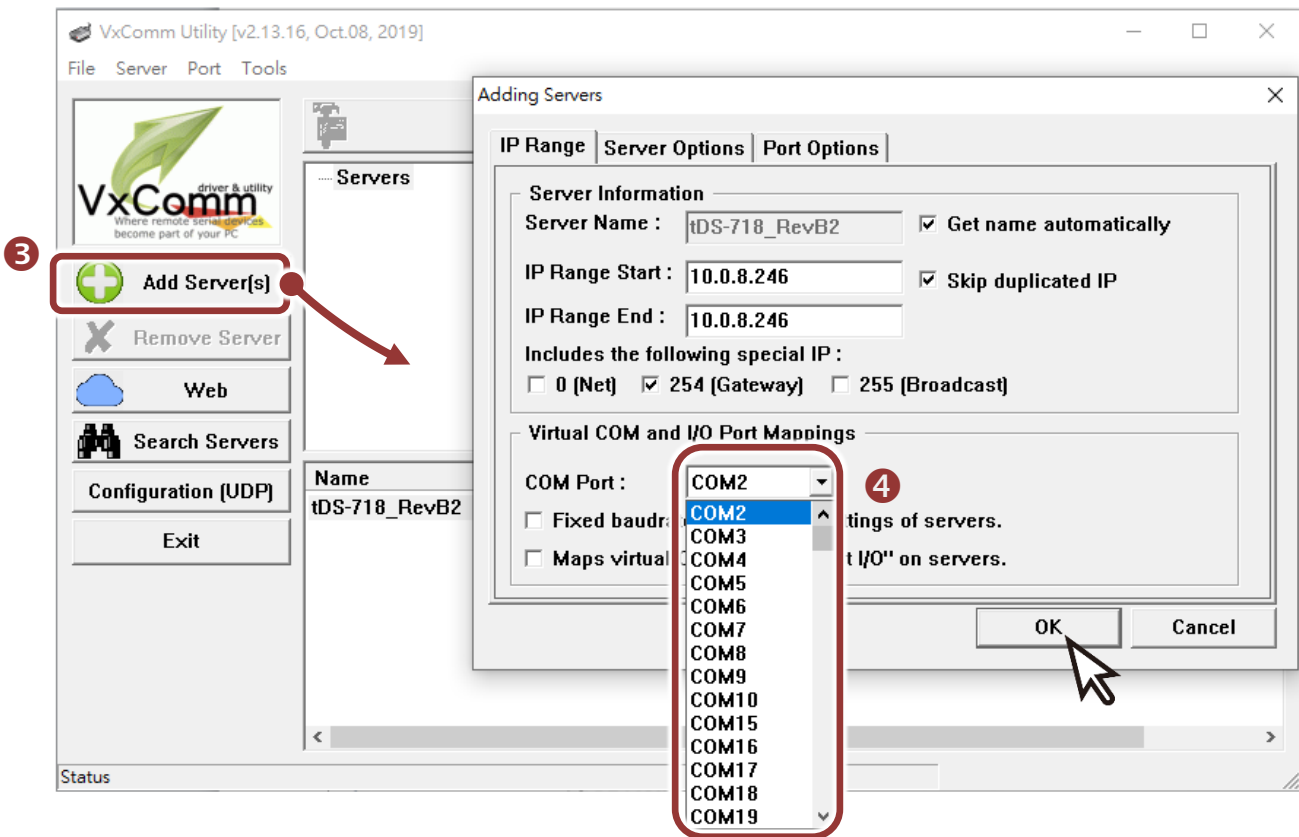 VxComm Utility [v2.13.16, Oct.08, 2019]
File Server Port Tools
driver & utility
VxComm
Where remote serial devices
become part of your PC
3
Add Server(s)
Remove Server
Web
Search Servers
Configuration (UDP)
Exit
Servers
Name
tDS-718_RevB2
Status
Adding Servers
IP Range Server Options Port Options
Server Information
Server Name : tDS-718_RevB2 Get name automatically
IP Range Start : 10.0.8.246 Skip duplicated IP
IP Range End : 10.0.8.246
Includes the following special IP :
0 (Net) 254 (Gateway) 255 (Broadcast)
Virtual COM and I/O Port Mappings
COM Port : COM2 4
Fixed baudra tings of servers.
Maps virtual t I/O" on servers.
COM2
COM3
COM4
COM5
COM6
COM7
COM8
COM9
COM10
COM15
COM16
COM17
COM18
COM19
OK Cancel